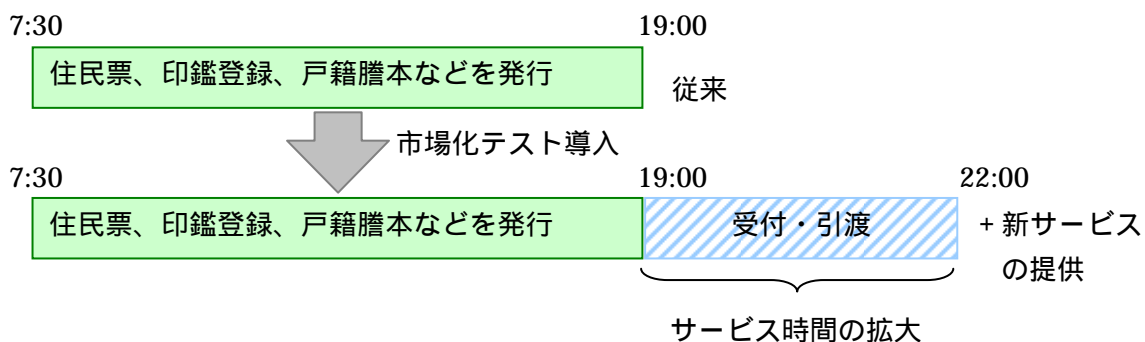 7:30 19:00
住民票、印鑑登録、戸籍謄本などを発行
従来
市場化テスト導入
7:30 19:00 22:00
住民票、印鑑登録、戸籍謄本などを発行 受付・引渡 + 新サービス
の提供
サービス時間の拡大